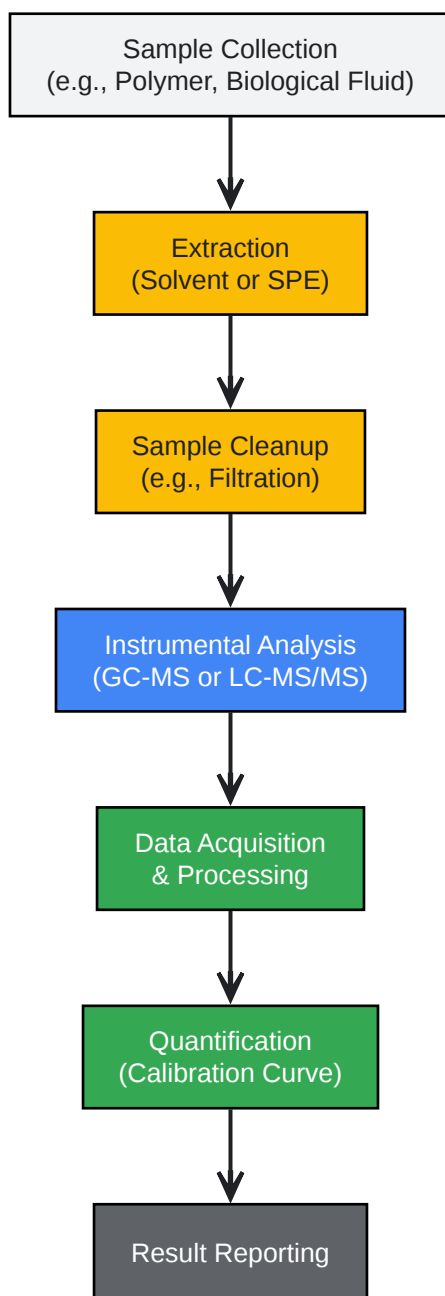 Sample Collection
(e.g., Polymer, Biological Fluid)
Extraction
(Solvent or SPE)
Sample Cleanup
(e.g., Filtration)
Instrumental Analysis
(GC-MS or LC-MS/MS)
Data Acquisition
& Processing
Quantification
(Calibration Curve)
Result Reporting